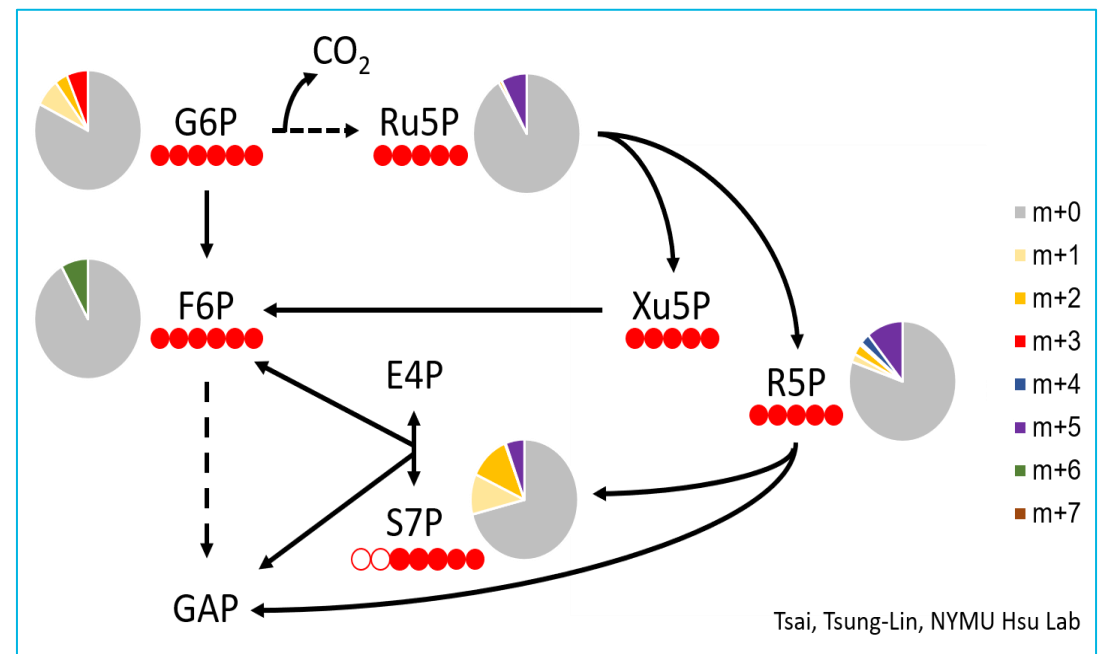 CO₂
G6P
Ru5P
F6P
Xu5P
E4P
R5P
S7P
GAP
m+0
m+1
m+2
m+3
m+4
m+5
m+6
m+7
Tsai, Tsung-Lin, NYMU Hsu Lab